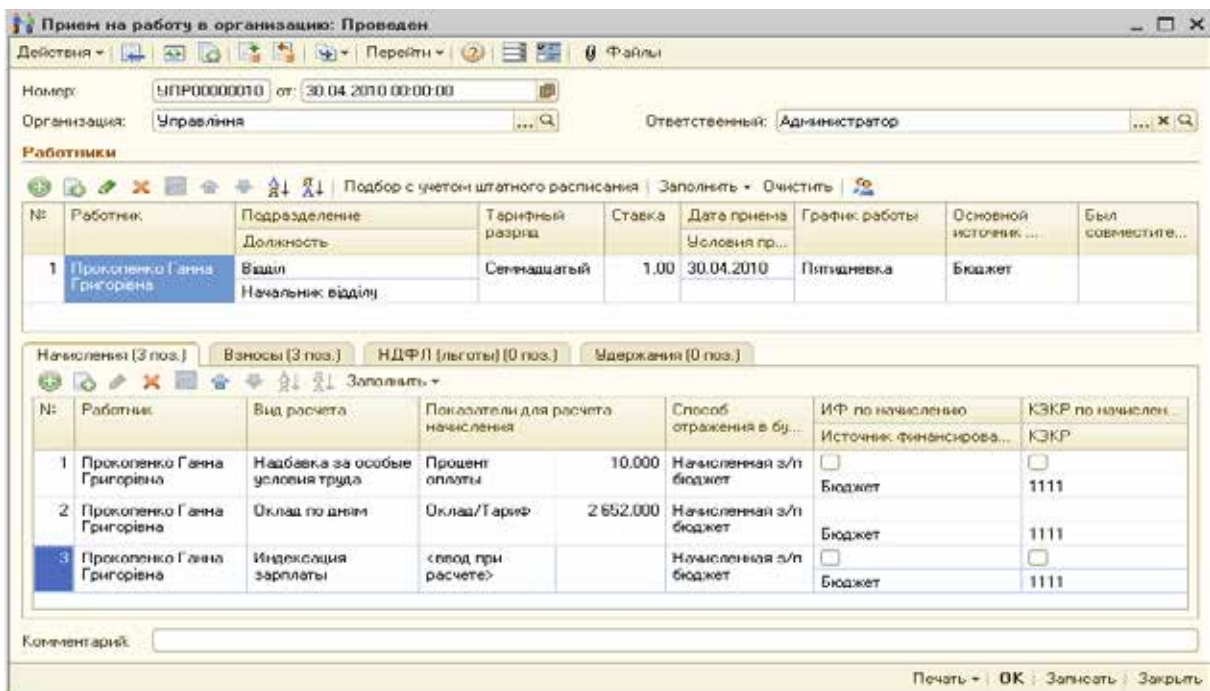 Прием на работу в организацию: Проведен
Действия Перейти Файлы
Номер: УПР00000010 от: 30.04.2010 00:00:00
Организация: Управління ... Ответственный: Администратор ...
Работники
Подбор с учетом штатного расписания Заполнить Очистить
№ Работник Подразделение Тарифный разряд Ставка Дата приема График работы Основной источник ... Был совместите...
Должность Условия пр...
1 Прокопенко Ганна Григорівна Відділ Семнадцатый 1.00 30.04.2010 Пятидневка Бюджет
Начальник відділу
Начисления (3 поз.) Взносы (3 поз.) НДФЛ (льготы) (0 поз.) Удержания (0 поз.)
Заполнить
№ Работник Вид расчета Показатели для расчета начисления Способ отражения в бу... ИФ по начислению КЭКР по начислен...
Источник финансирова... КЭКР
1 Прокопенко Ганна Григорівна Надбавка за особые условия труда Процент оплаты 10.000 Начисленная з/п бюджет
Бюджет 1111
2 Прокопенко Ганна Григорівна Оклад по дням Оклад/Тариф 2 652.000 Начисленная з/п бюджет
Бюджет 1111
3 Прокопенко Ганна Григорівна Индексация зарплаты <ввод при расчете> Начисленная з/п бюджет
Бюджет 1111
Комментарий:
Печать OK Записать Закрыть